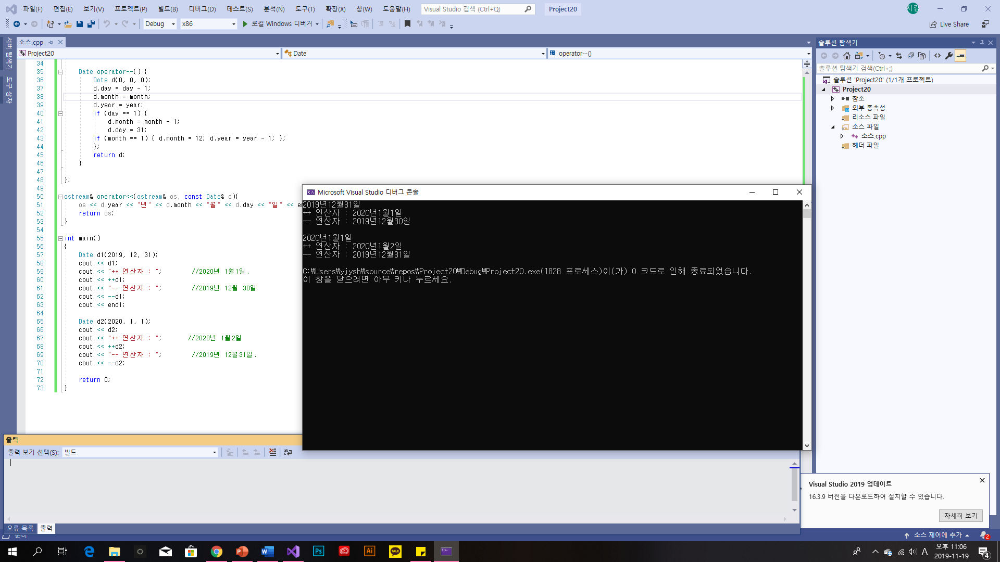 파일(F) 편집(E) 보기(V) 프로젝트(P) 빌드(B) 디버그(D) 테스트(S) 분석(N) 도구(T) 확장(X) 창(W) 도움말(H) Visual Studio 검색 (Ctrl+Q) Project20 지김
Debug x86 로컬 Windows 디버거 Live Share
서버 탐색기
도구 상자
소스.cpp
Project20 Date operator--()
34
35 Date operator--() {
36 Date d(0, 0, 0);
37 d.day = day - 1;
38 d.month = month;
39 d.year = year;
40 if (day == 1) {
41 d.month = month - 1;
42 d.day = 31;
43 if (month == 1) { d.month = 12; d.year = year - 1; };
44 };
45 return d;
46 }
47
48 };
49
50 ostream& operator<<(ostream& os, const Date& d){
51 os << d.year << "년" << d.month << "월" << d.day << "일" << e
52 return os;
53 }
54
55 int main()
56 {
57 Date d1(2019, 12, 31);
58 cout << d1;
59 cout << "++ 연산자 : "; //2020년 1월1일.
60 cout << ++d1;
61 cout << "-- 연산자 : "; //2019년 12월 30일
62 cout << --d1;
63 cout << endl;
64
65 Date d2(2020, 1, 1);
66 cout << d2;
67 cout << "++ 연산자 : "; //2020년 1월2일
68 cout << ++d2;
69 cout << "-- 연산자 : "; //2019년 12월31일.
70 cout << --d2;
71
72 return 0;
73 }
Microsoft Visual Studio 디버그 콘솔
2019년12월31일
++ 연산자 : 2020년1월1일
-- 연산자 : 2019년12월30일
2020년1월1일
++ 연산자 : 2020년1월2일
-- 연산자 : 2019년12월31일
C:₩Users₩yjysh₩source₩repos₩Project20₩Debug₩Project20.exe(1828 프로세스)이(가) 0 코드로 인해 종료되었습니다.
이 창을 닫으려면 아무 키나 누르세요.
솔루션 탐색기
솔루션 탐색기 검색(Ctrl+;)
솔루션 'Project20' (1/1개 프로젝트)
Project20
참조
외부 종속성
리소스 파일
소스 파일
소스.cpp
헤더 파일
출력
출력 보기 선택(S): 빌드
오류 목록 출력
준비
Visual Studio 2019 업데이트
16.3.9 버전을 다운로드하여 설치할 수 있습니다.
자세히 보기
소스 제어에 추가 2
Ps Ai TALK A 오후 11:06
2019-11-19 4